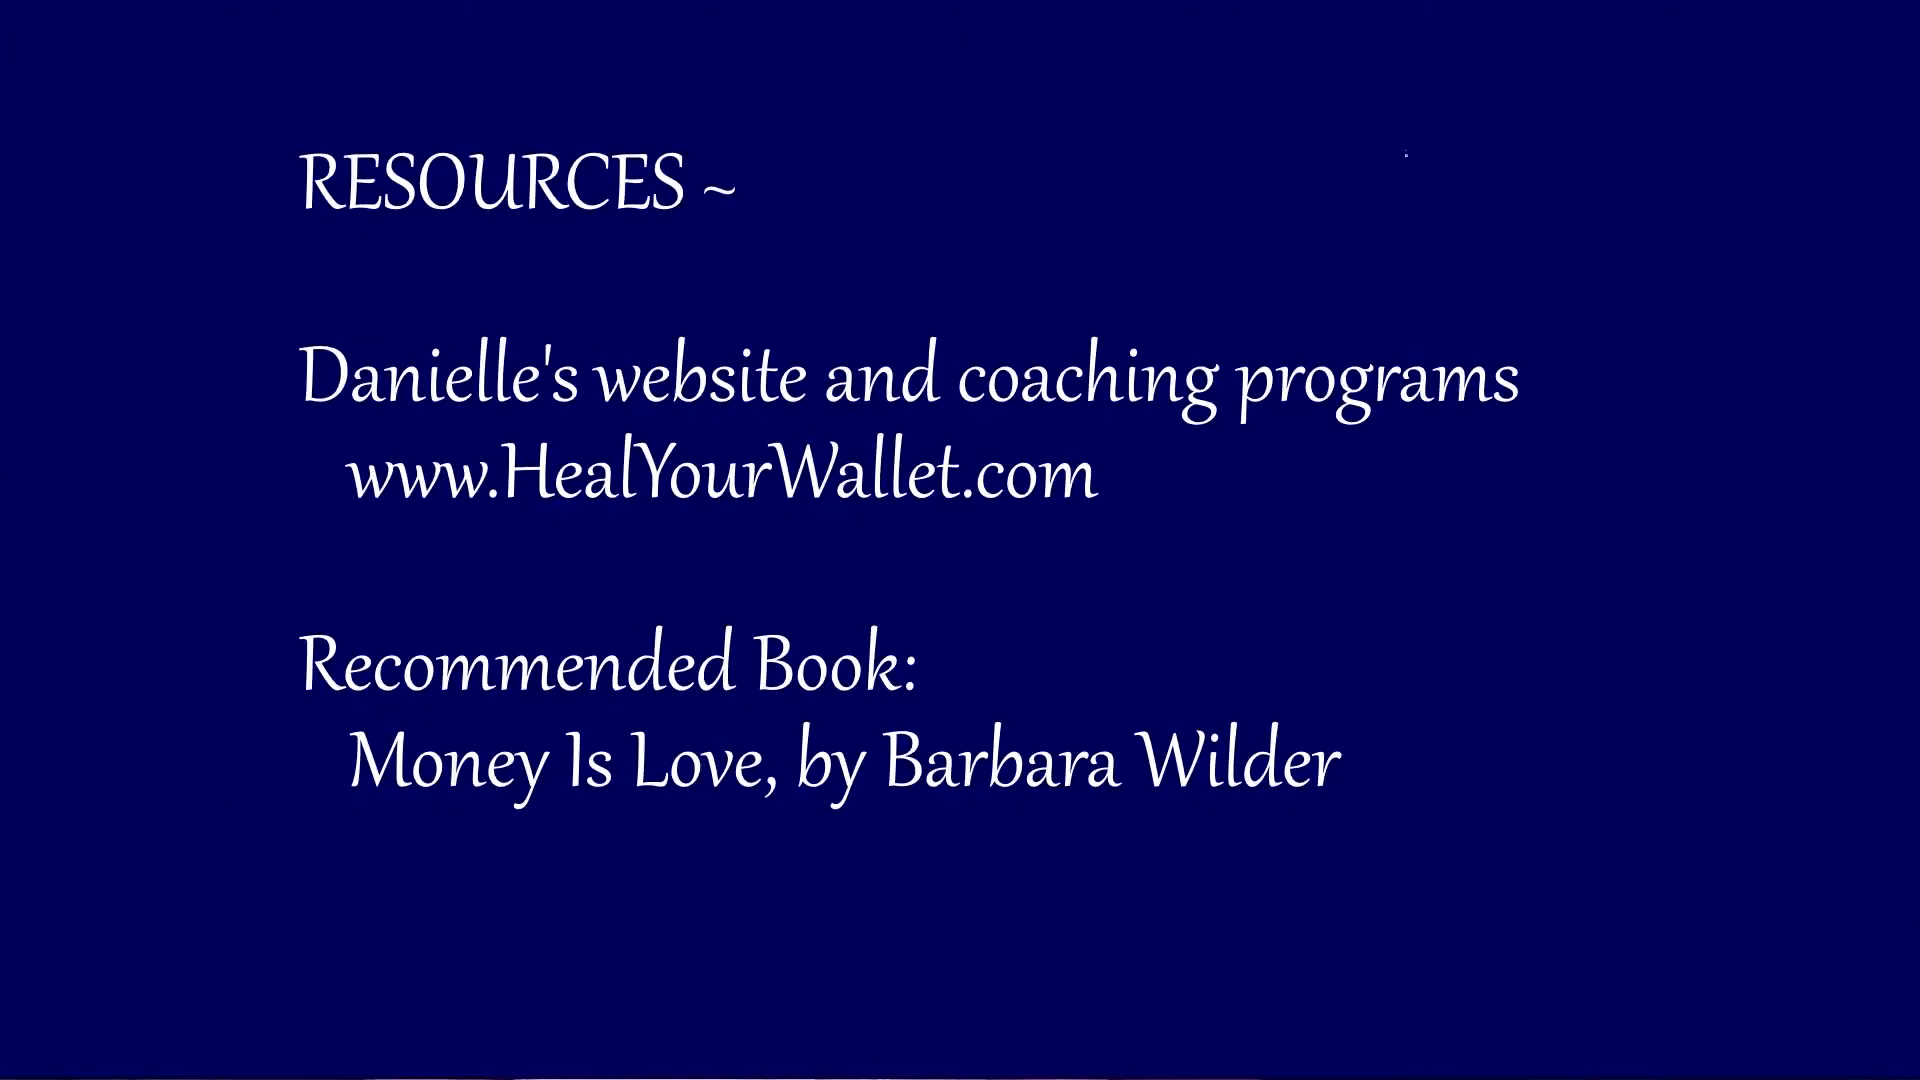 RESOURCES ~
Danielle's website and coaching programs
www.HealYourWallet.com
Recommended Book:
Money Is Love, by Barbara Wilder